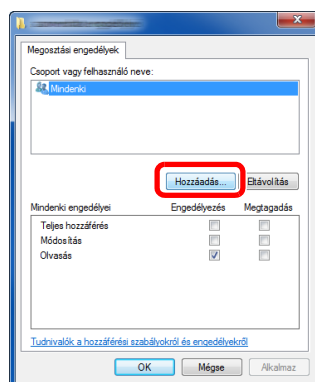 Megosztási engedélyek
Csoport vagy felhasználó neve:
Mindenki
Hozzáadás... Eltávolítás
Mindenki engedélyei Engedélyezés Megtagadás
Teljes hozzáférés
Módosítás
Olvasás
Tudnivalók a hozzáférési szabályokról és engedélyekről
OK Mégse Alkalmaz